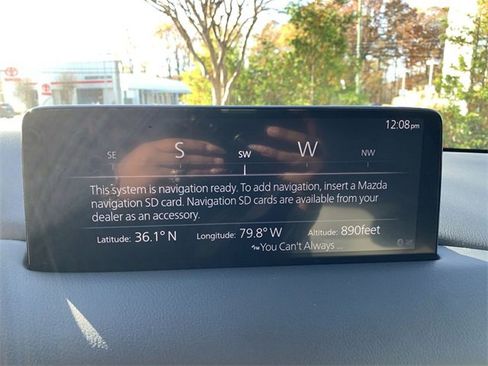 12:08pm
SE S SW W NW
This system is navigation ready. To add navigation, insert a Mazda
navigation SD card. Navigation SD cards are available from your
dealer as an accessory.
Latitude: 36.1° N Longitude: 79.8° W Altitude: 890feet
You Can't Always ...